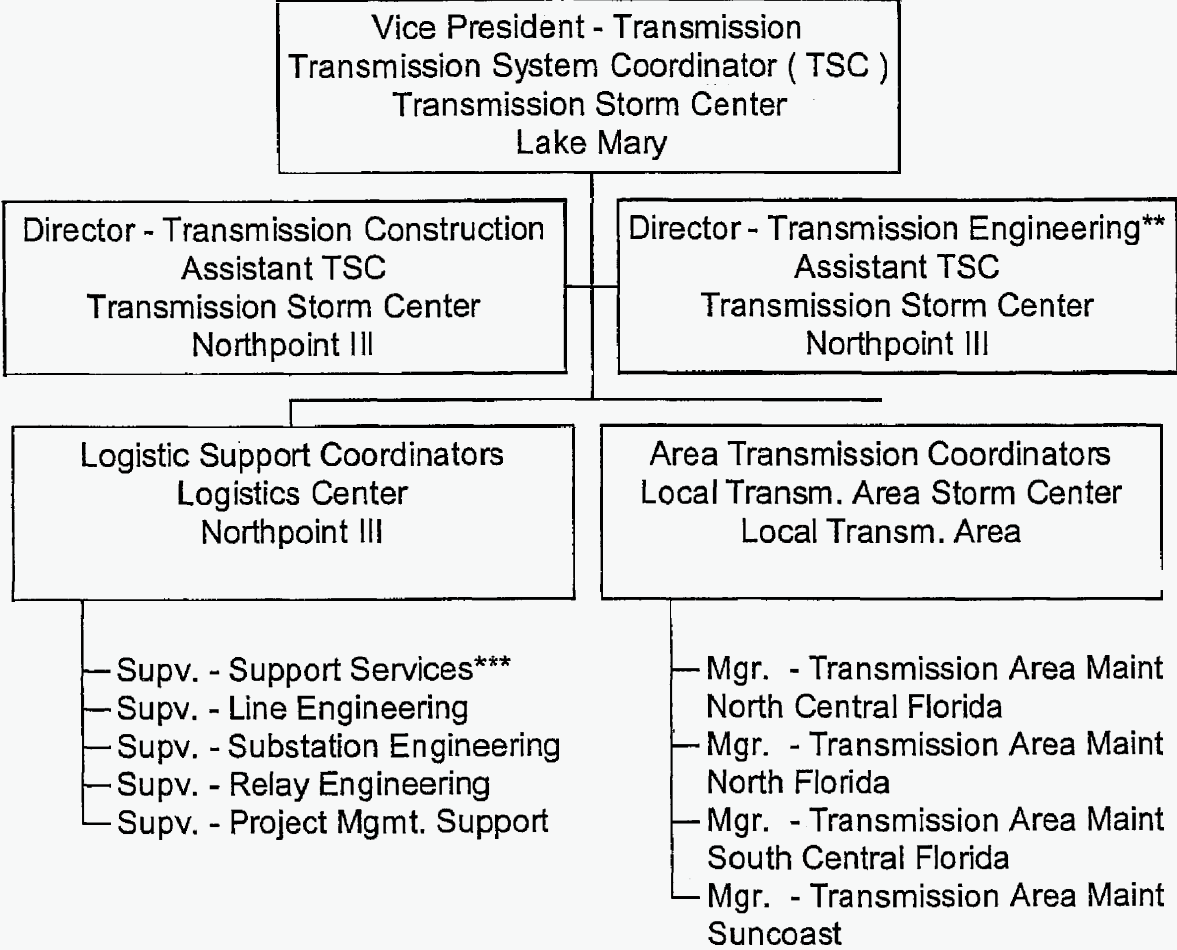 Vice President - Transmission
Transmission System Coordinator ( TSC )
Transmission Storm Center
Lake Mary
Director - Transmission Construction
Assistant TSC
Transmission Storm Center
Northpoint III
Director - Transmission Engineering**
Assistant TSC
Transmission Storm Center
Northpoint III
Logistic Support Coordinators
Logistics Center
Northpoint III
Supv. - Support Services***
Supv. - Line Engineering
Supv. - Substation Engineering
Supv. - Relay Engineering
Supv. - Project Mgmt. Support
Area Transmission Coordinators
Local Transm. Area Storm Center
Local Transm. Area
Mgr. - Transmission Area Maint
North Central Florida
Mgr. - Transmission Area Maint
North Florida
Mgr. - Transmission Area Maint
South Central Florida
Mgr. - Transmission Area Maint
Suncoast